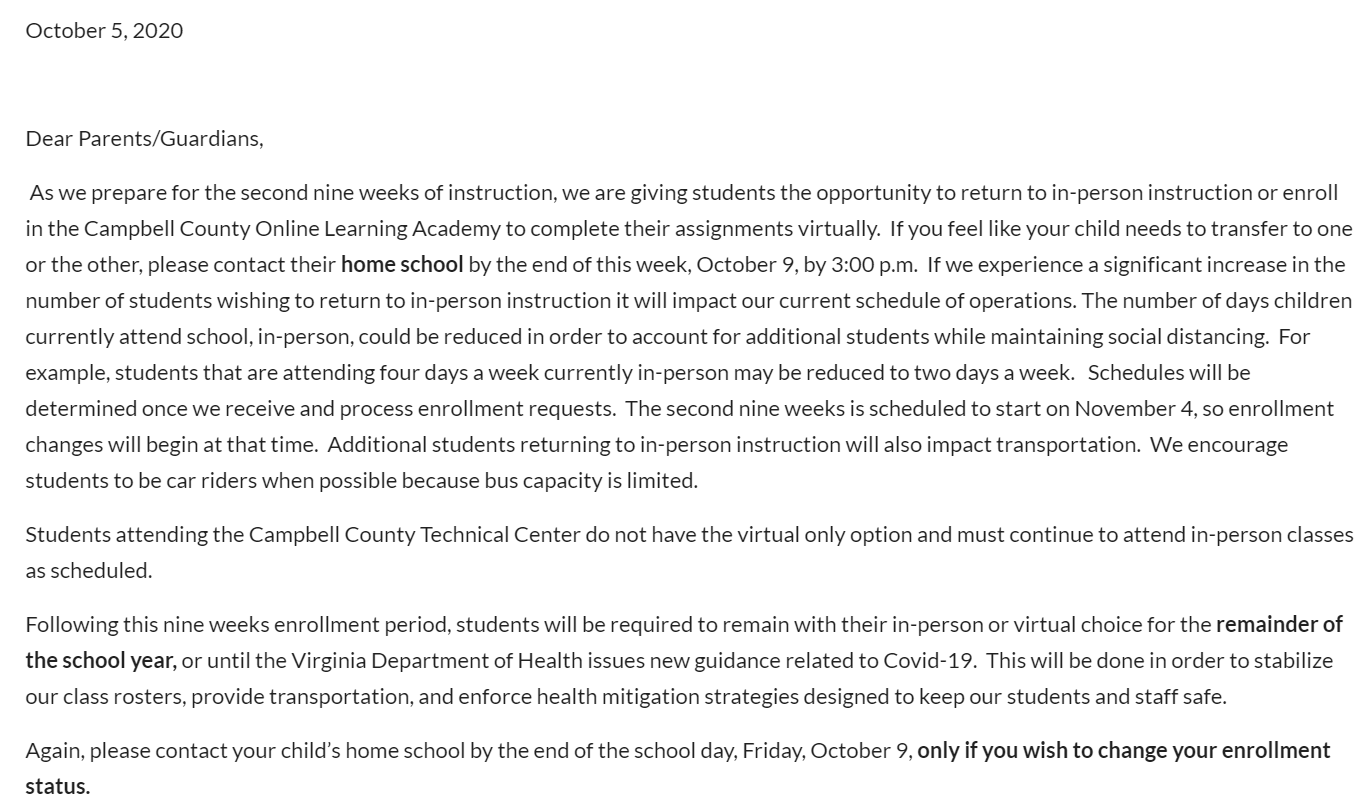 October 5, 2020
Dear Parents/Guardians,
As we prepare for the second nine weeks of instruction, we are giving students the opportunity to return to in-person instruction or enroll
in the Campbell County Online Learning Academy to complete their assignments virtually.  If you feel like your child needs to transfer to one
or the other, please contact their home school by the end of this week, October 9, by 3:00 p.m.  If we experience a significant increase in the
number of students wishing to return to in-person instruction it will impact our current schedule of operations. The number of days children
currently attend school, in-person, could be reduced in order to account for additional students while maintaining social distancing.  For
example, students that are attending four days a week currently in-person may be reduced to two days a week.   Schedules will be
determined once we receive and process enrollment requests.  The second nine weeks is scheduled to start on November 4, so enrollment
changes will begin at that time.  Additional students returning to in-person instruction will also impact transportation.  We encourage
students to be car riders when possible because bus capacity is limited.
Students attending the Campbell County Technical Center do not have the virtual only option and must continue to attend in-person classes
as scheduled.
Following this nine weeks enrollment period, students will be required to remain with their in-person or virtual choice for the remainder of
the school year, or until the Virginia Department of Health issues new guidance related to Covid-19.  This will be done in order to stabilize
our class rosters, provide transportation, and enforce health mitigation strategies designed to keep our students and staff safe.
Again, please contact your child’s home school by the end of the school day, Friday, October 9, only if you wish to change your enrollment
status.